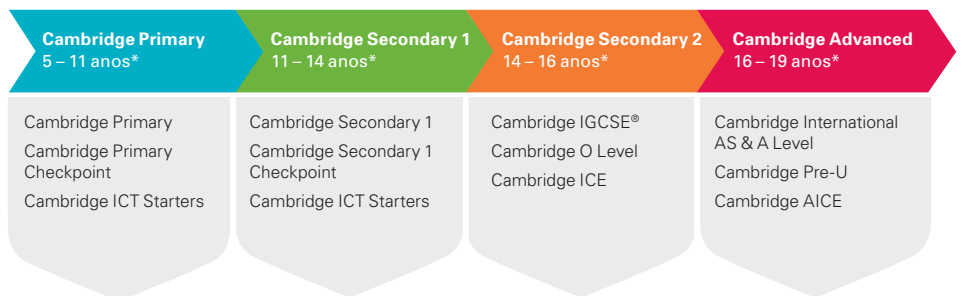 Cambridge Primary
5 – 11 anos*
Cambridge Secondary 1
11 – 14 anos*
Cambridge Secondary 2
14 – 16 anos*
Cambridge Advanced
16 – 19 anos*
Cambridge Primary
Cambridge Primary
Checkpoint
Cambridge ICT Starters
Cambridge Secondary 1
Cambridge Secondary 1
Checkpoint
Cambridge ICT Starters
Cambridge IGCSE®
Cambridge O Level
Cambridge ICE
Cambridge International
AS & A Level
Cambridge Pre-U
Cambridge AICE